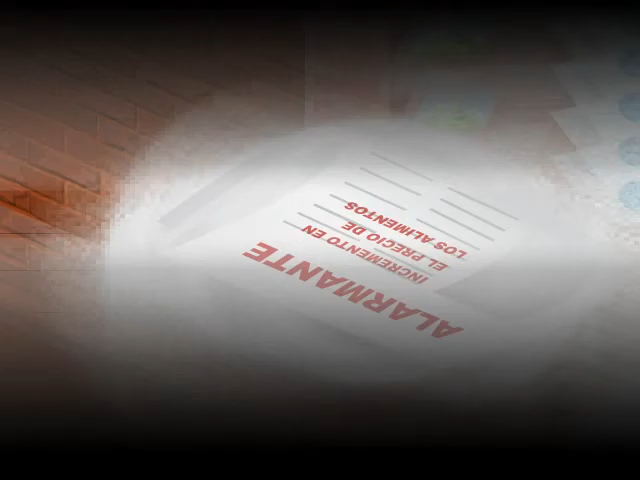 ALARMANTE
INCREMENTO EN
EL PRECIO DE
LOS ALIMENTOS